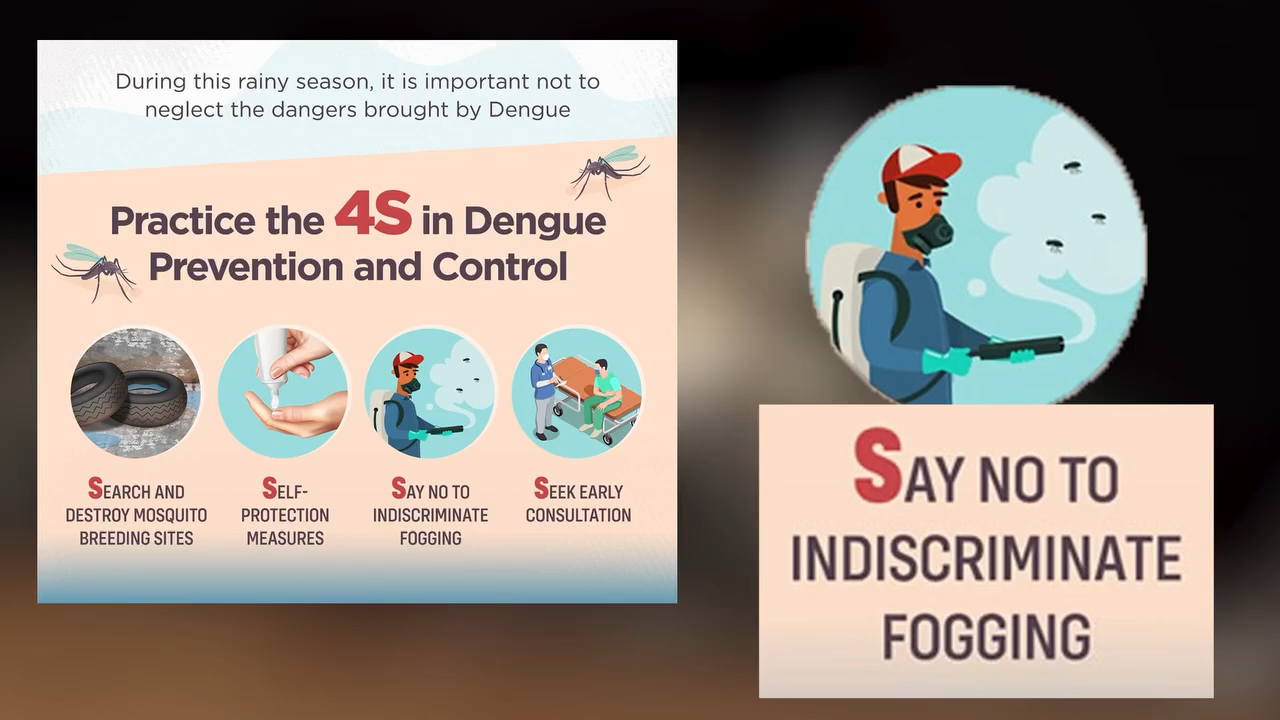 During this rainy season, it is important not to
neglect the dangers brought by Dengue
Practice the 4S in Dengue
Prevention and Control
SEARCH AND
DESTROY MOSQUITO
BREEDING SITES
SELF-
PROTECTION
MEASURES
SAY NO TO
INDISCRIMINATE
FOGGING
SEEK EARLY
CONSULTATION
SAY NO TO
INDISCRIMINATE
FOGGING